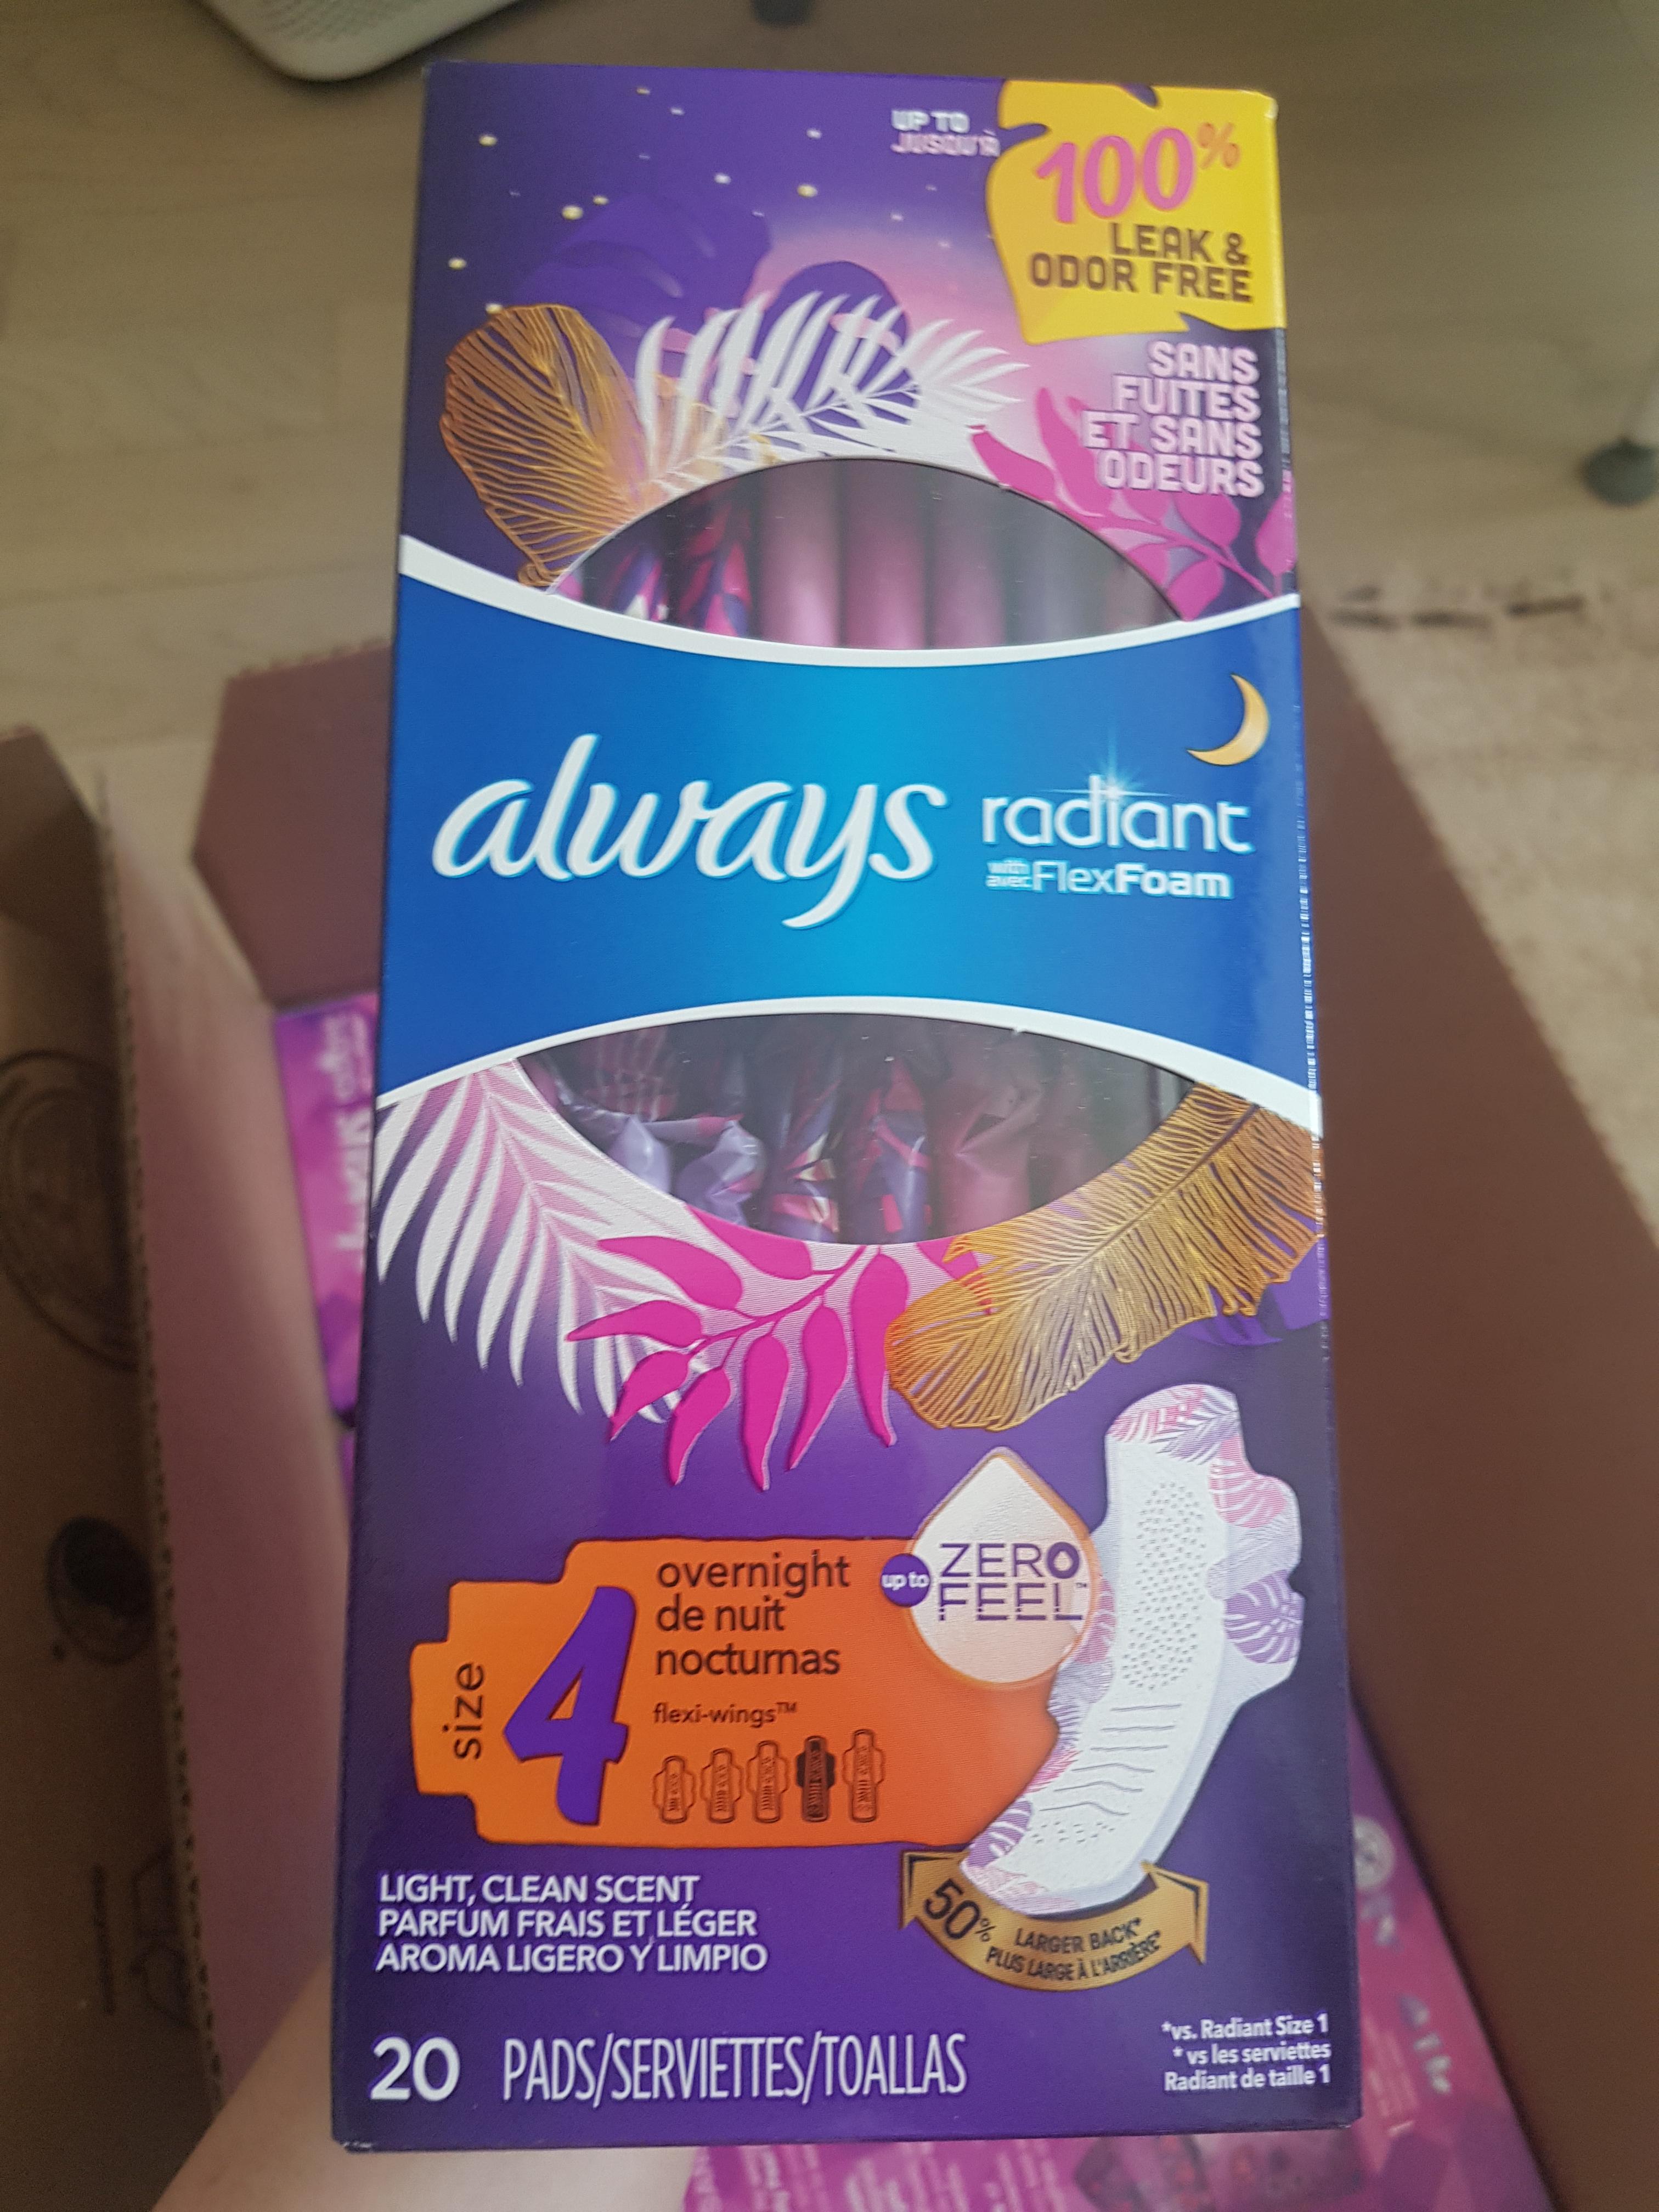 UP TO
JUSQU'À
100%
LEAK &
ODOR FREE
SANS
FUITES
ET SANS
ODEURS
always
radiant
with
avec FlexFoam
size
4
overnight
de nuit
nocturnas
flexi-wings™
up to
ZERO
FEEL™
50%
LARGER BACK*
PLUS LARGE À L'ARRIÈRE*
LIGHT, CLEAN SCENT
PARFUM FRAIS ET LÉGER
AROMA LIGERO Y LIMPIO
20 PADS/SERVIETTES/TOALLAS
*vs. Radiant Size 1
* vs les serviettes
Radiant de taille 1